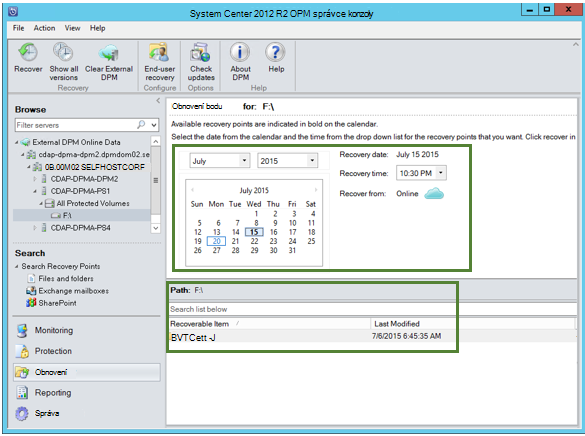 System Center 2012 R2 OPM správce konzoly
File Action View Help
Recover Show all versions Clear External DPM End-user recovery Check updates About DPM Help
Recovery Configure Options Help
Browse
Filter servers
External DPM Online Data
cdap-dpma-dpm2.dpmdom02.se
0B.00M02 SELFHOSTCORF
CDAP-DPMA-DPM2
CDAP-DPMA-PS1
All Protected Volumes
F:\
CDAP-DPMA-PS4
Search
Search Recovery Points
Files and folders
Exchange mailboxes
SharePoint
Monitoring
Protection
Obnovení
Reporting
Správa
Obnovení bodu for: F:\
Available recovery points are indicated in bold on the calendar.
Select the date from the calendar and the time from the drop down list for the recovery points that you want. Click recover in
July 2015
Recovery date: July 15 2015
Recovery time: 10:30 PM
Recover from: Online
July 2015
Sun Mon Tue Wed Thu Fri Sat
1 2 3 4
5 6 7 8 9 10 11
12 13 14 15 16 17 18
19 20 21 22 23 24 25
26 27 28 29 30 31
Path: F:\
Search list below
Recoverable Item / Last Modified
BVTCett -J 7/6/2015 6:45:35 AM